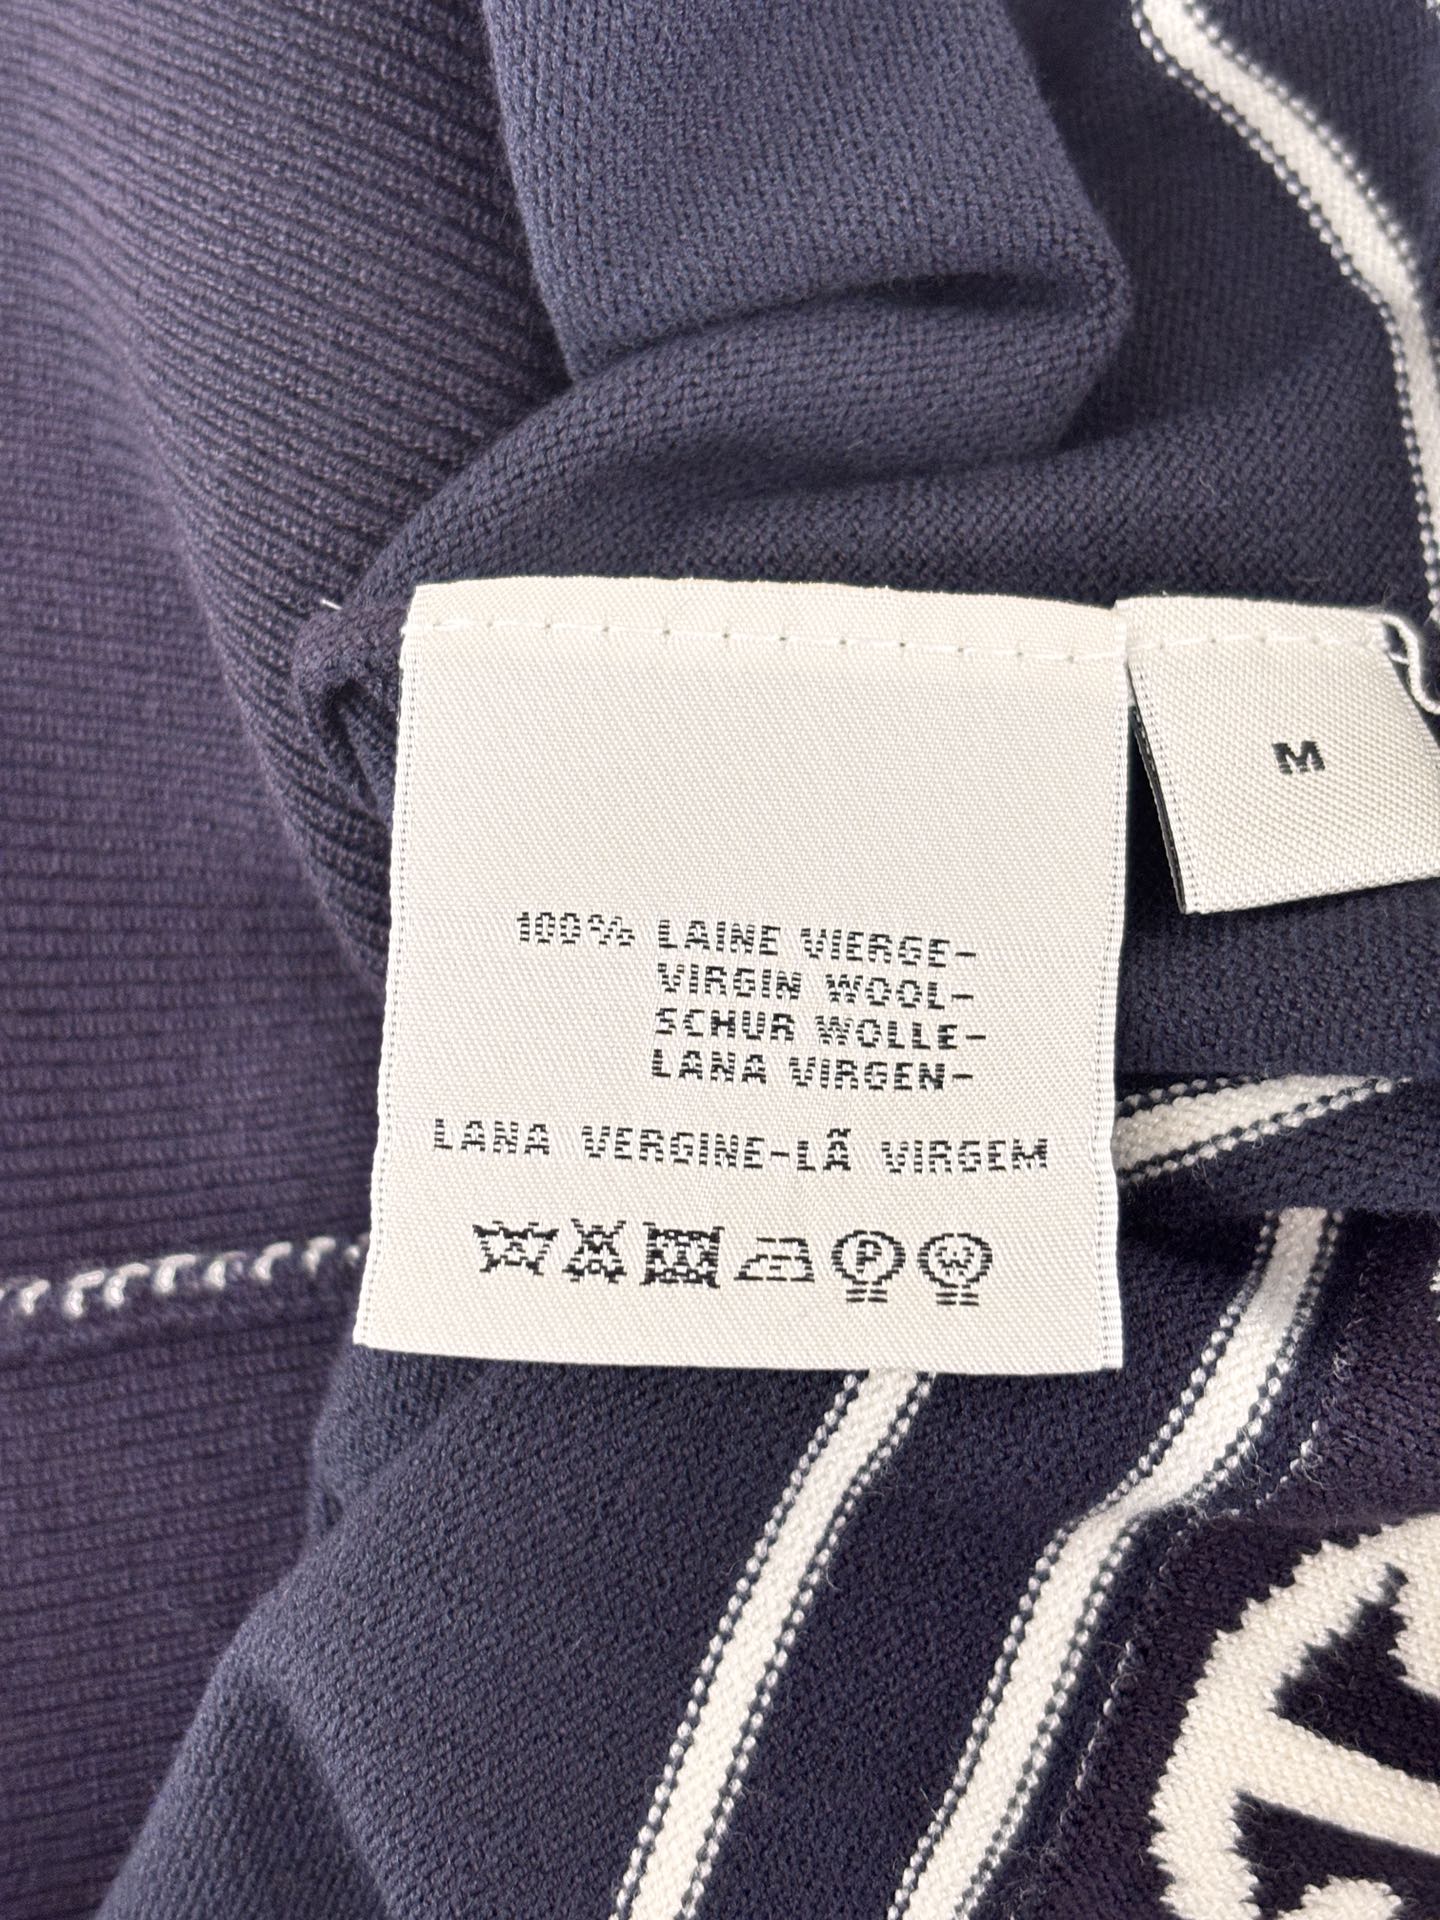 M
100% LAINE VIERGE-
VIRGIN WOOL-
SCHUR WOLLE-
LANA VIRGEN-
LANA VERGINE-LÃ VIRGEM
P W